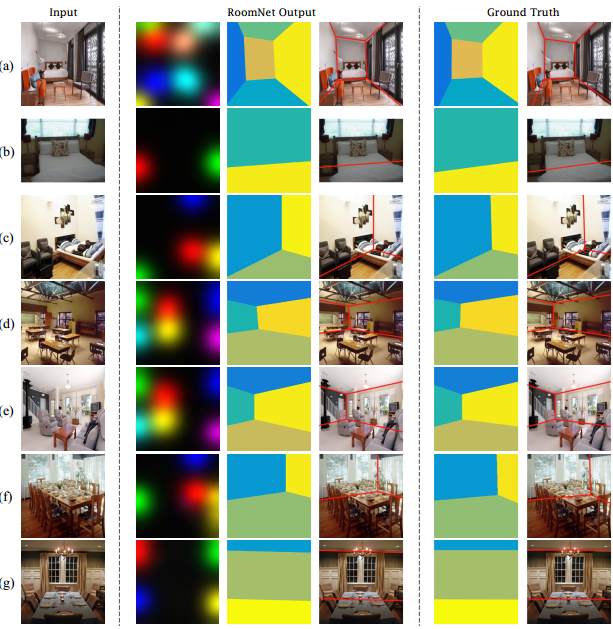 Input RoomNet Output Ground Truth
(a)
(b)
(c)
(d)
(e)
(f)
(g)